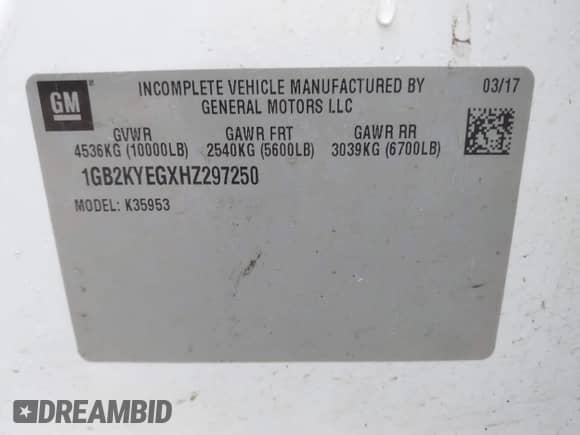 GM
INCOMPLETE VEHICLE MANUFACTURED BY
GENERAL MOTORS LLC
03/17
GVWR GAWR FRT GAWR RR
4536KG (10000LB) 2540KG (5600LB) 3039KG (6700LB)
1GB2KYEGXHZ297250
MODEL: K35953
DREAMBID